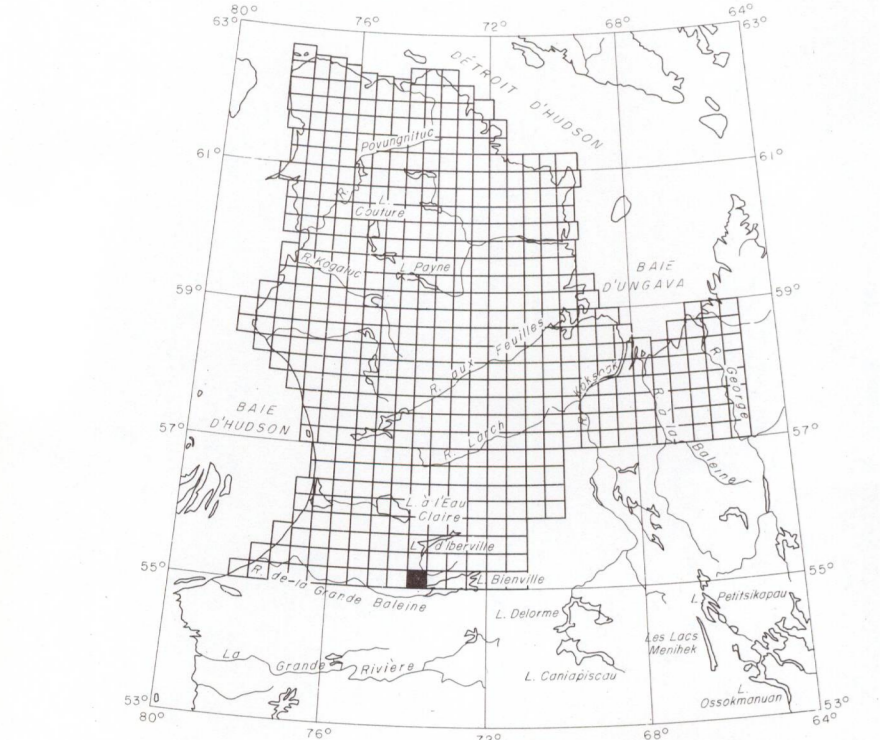 80°
76°
72°
68°
64°
63°
63°
DÉTROIT D'HUDSON
61°
61°
R. Povungnituc
L.
Couture
R. Kogaluc
L. Payne
BAIE
D'UNGAVA
59°
59°
R. aux Feuilles
R. Koksoak
R. George
R. à la Baleine
BAIE
D'HUDSON
57°
57°
R. Larch
L. à l'Eau
Claire
L. d'Iberville
55°
55°
R. de-la Grande Baleine
L. Bienville
L. Delorme
L. Petitsikapau
Les Lacs
Menihek
La Grande Rivière
L. Caniapiscau
L.
Ossokmanuan
53°
53°
80°
76°
72°
68°
64°